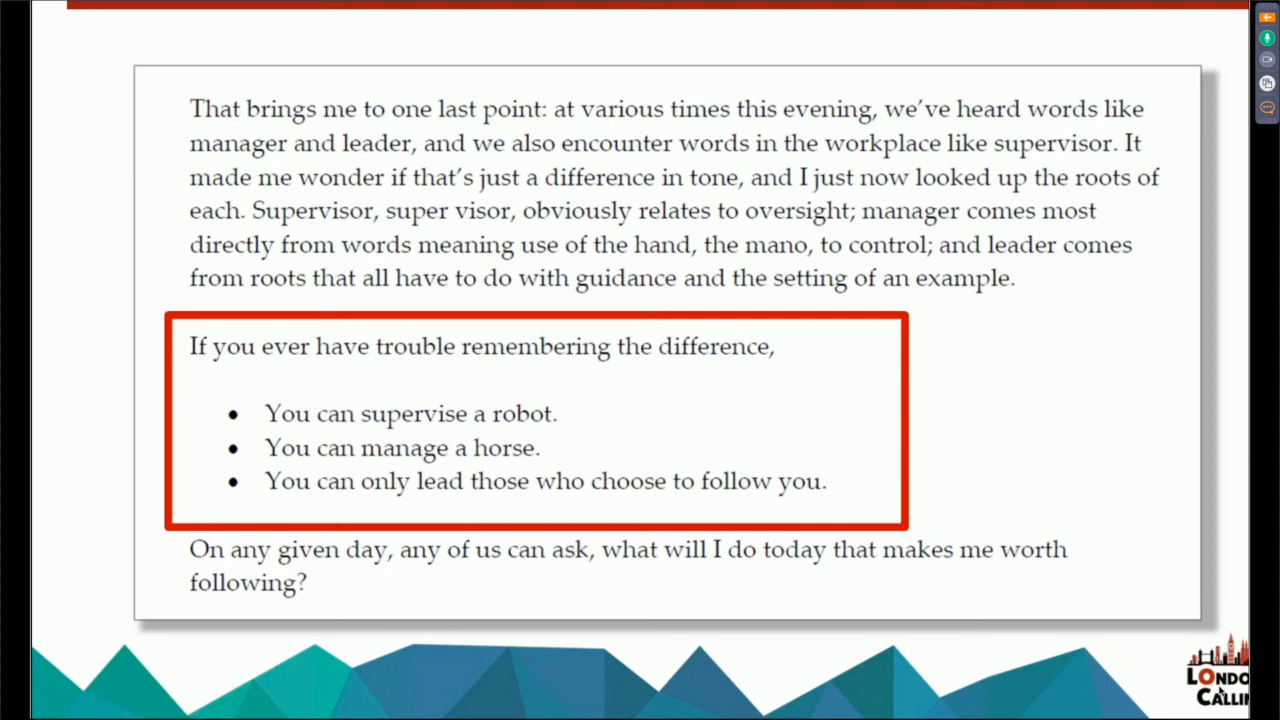 That brings me to one last point: at various times this evening, we’ve heard words like
manager and leader, and we also encounter words in the workplace like supervisor. It
made me wonder if that’s just a difference in tone, and I just now looked up the roots of
each. Supervisor, super visor, obviously relates to oversight; manager comes most
directly from words meaning use of the hand, the mano, to control; and leader comes
from roots that all have to do with guidance and the setting of an example.
If you ever have trouble remembering the difference,
• You can supervise a robot.
• You can manage a horse.
• You can only lead those who choose to follow you.
On any given day, any of us can ask, what will I do today that makes me worth
following?